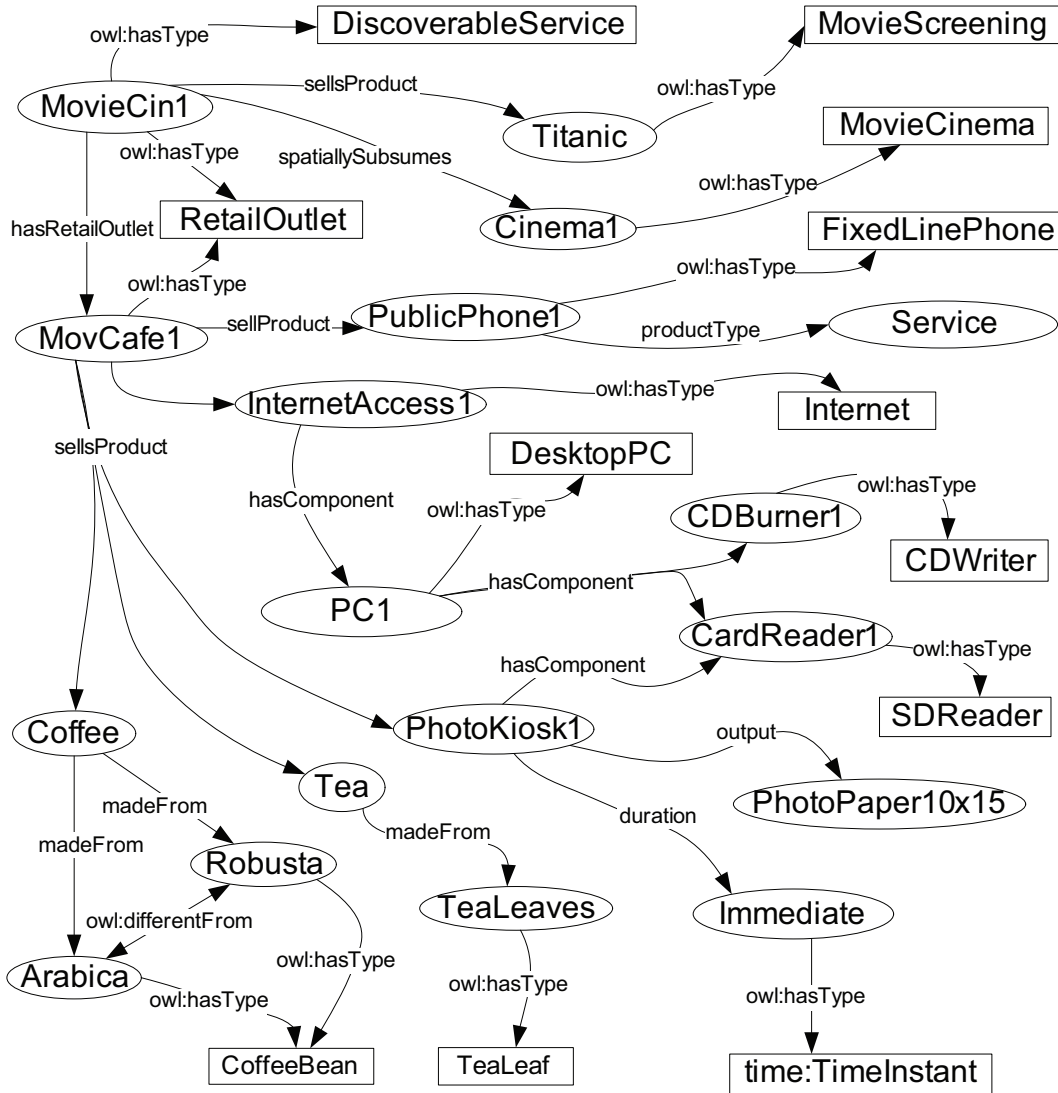 DiscoverableService
MovieScreening
owl:hasType
sellsProduct
owl:hasType
MovieCin1
Titanic
MovieCinema
owl:hasType
spatiallySubsumes
owl:hasType
RetailOutlet
Cinema1
hasRetailOutlet
FixedLinePhone
owl:hasType
owl:hasType
MovCafe1
sellProduct
PublicPhone1
productType
Service
InternetAccess1
owl:hasType
Internet
sellsProduct
DesktopPC
hasComponent
owl:hasType
CDBurner1
owl:hasType
CDWriter
PC1
hasComponent
CardReader1
hasComponent
owl:hasType
SDReader
Coffee
PhotoKiosk1
output
Tea
PhotoPaper10x15
madeFrom
madeFrom
madeFrom
duration
Robusta
TeaLeaves
Immediate
owl:differentFrom
Arabica
owl:hasType
owl:hasType
owl:hasType
owl:hasType
CoffeeBean
TeaLeaf
time:TimeInstant